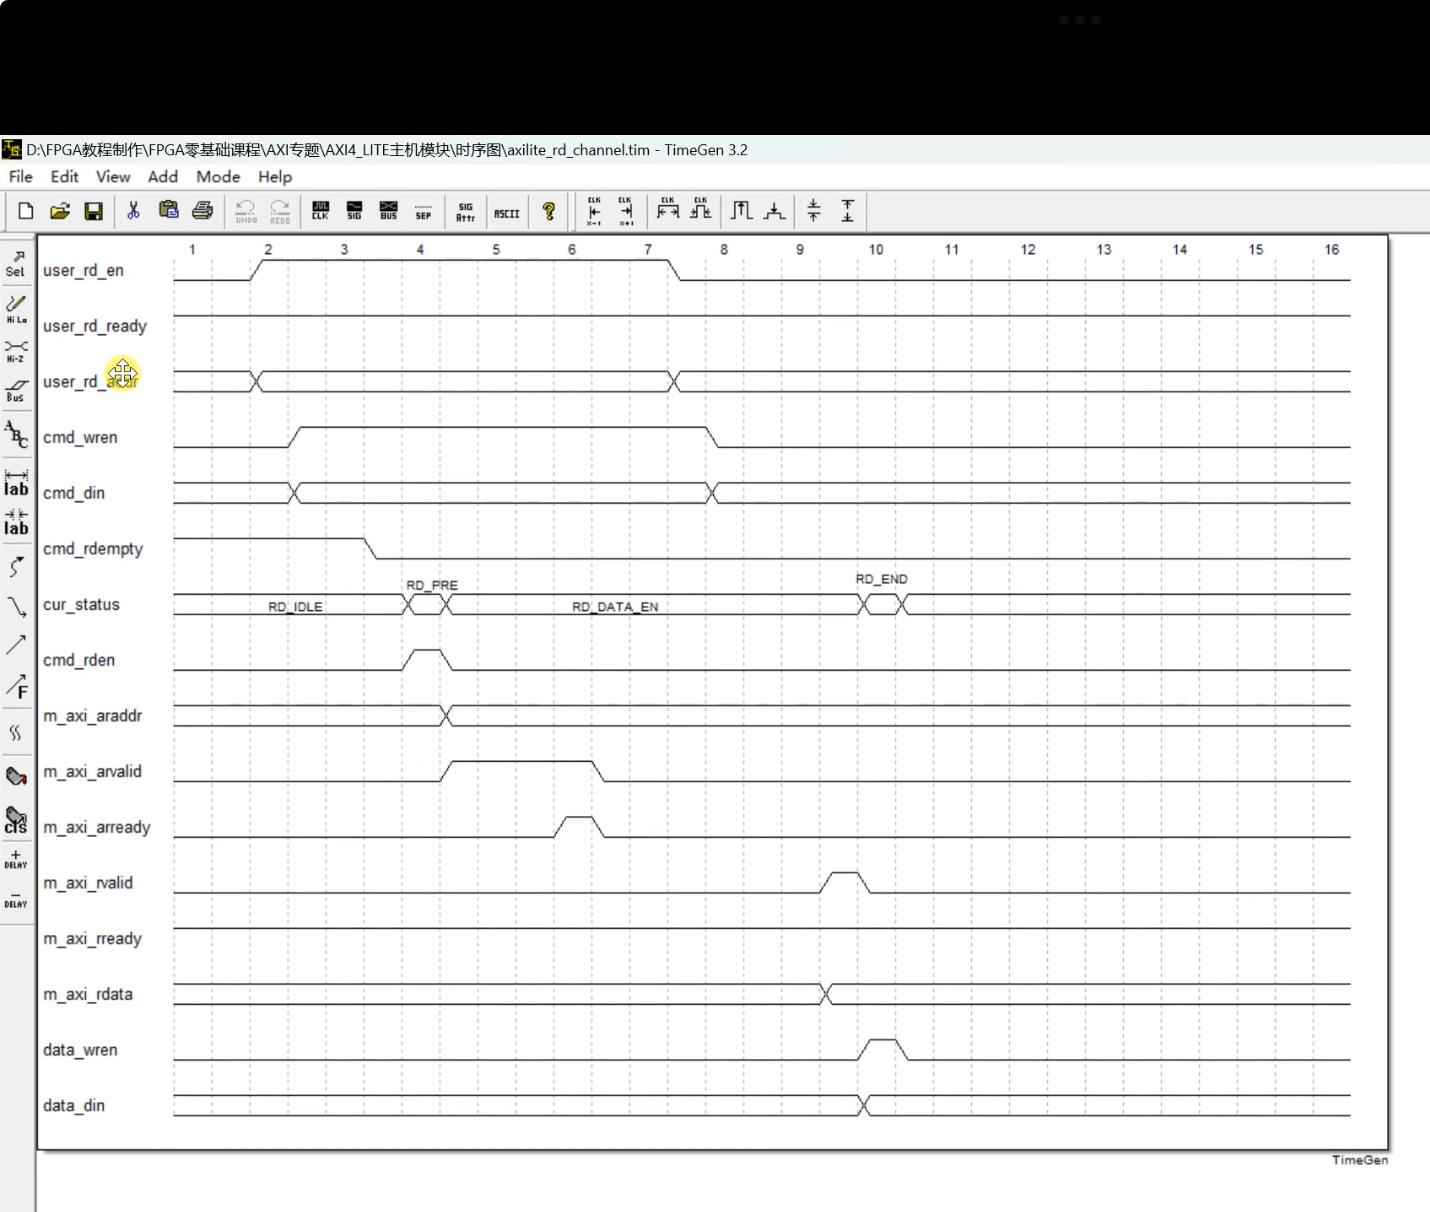 D:\FPGA教程制作\FPGA零基础课程\AXI专题\AXI4_LITE主机模块\时序图\axilite_rd_channel.tim - TimeGen 3.2
File Edit View Add Mode Help
UNDO REDO CLK SIG BUS SEP SIG Attr ASCII ? CLK x-1 CLK x+1 CLK CLK
1 2 3 4 5 6 7 8 9 10 11 12 13 14 15 16
Sel
Hi Lo
Hi-Z
Bus
ABC
lab
lab
F
cls
+ DELAY
- DELAY
user_rd_en
user_rd_ready
user_rd_addr
cmd_wren
cmd_din
cmd_rdempty
cur_status RD_IDLE RD_PRE RD_DATA_EN RD_END
cmd_rden
m_axi_araddr
m_axi_arvalid
m_axi_arready
m_axi_rvalid
m_axi_rready
m_axi_rdata
data_wren
data_din
TimeGen